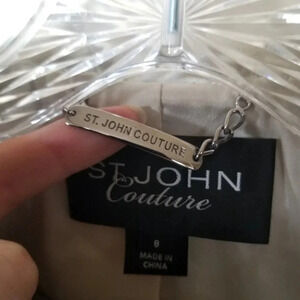 ST. JOHN COUTURE
ST. JOHN
Couture
8
MADE IN
CHINA